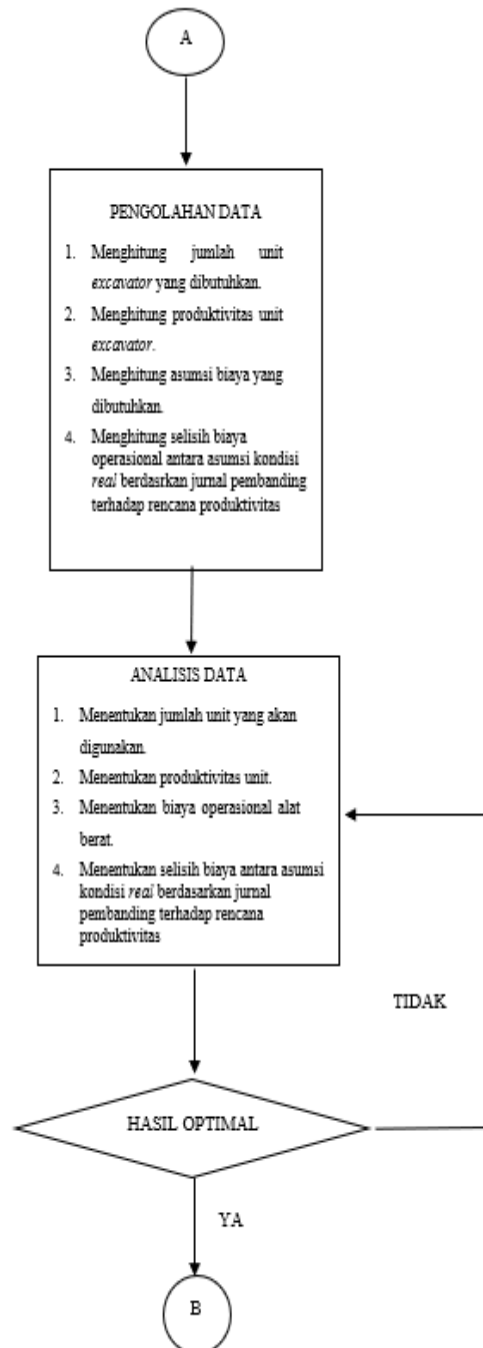 A
PENGOLAHAN DATA
1. Menghitung jumlah unit
excavator yang dibutuhkan.
2. Menghitung produktivitas unit
excavator.
3. Menghitung asumsi biaya yang
dibutuhkan.
4. Menghitung selisih biaya
operasional antara asumsi kondisi
real berdasrkan jurnal pembanding
terhadap rencana produktivitas
ANALISIS DATA
1. Menentukan jumlah unit yang akan
digunakan.
2. Menentukan produktivitas unit.
3. Menentukan biaya operasional alat
berat.
4. Menentukan selisih biaya antara asumsi
kondisi real berdasarkan jurnal
pembanding terhadap rencana
produktivitas
TIDAK
HASIL OPTIMAL
YA
B